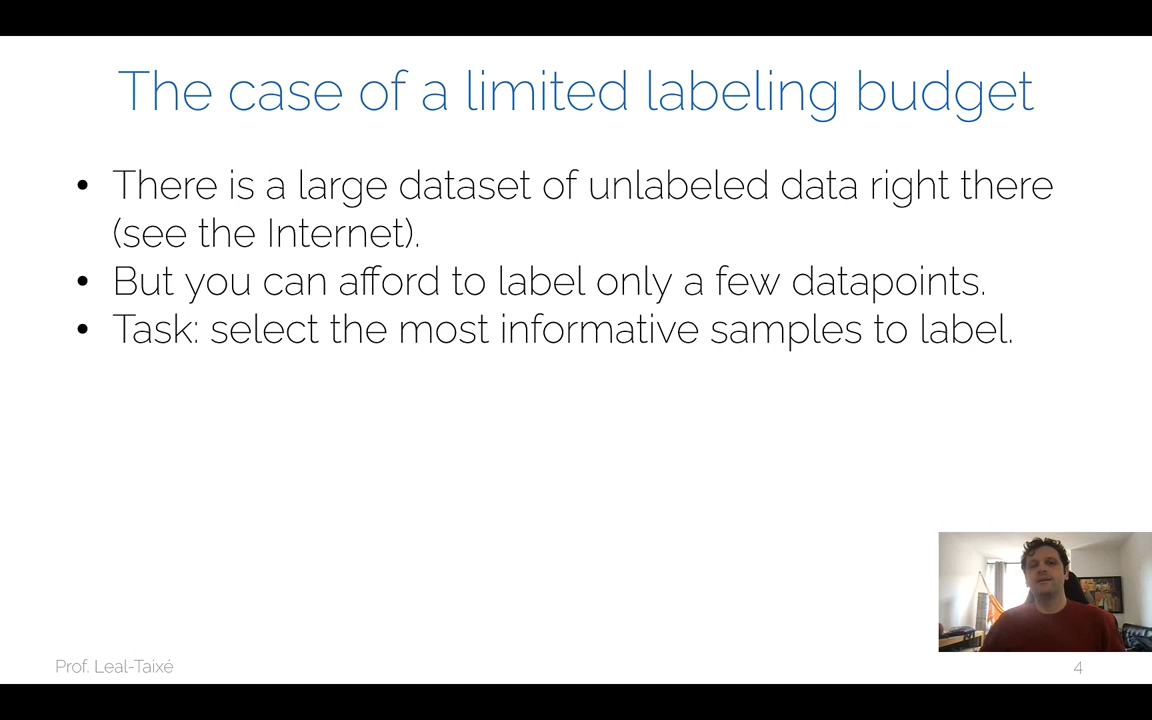 The case of a limited labeling budget
• There is a large dataset of unlabeled data right there
(see the Internet).
• But you can afford to label only a few datapoints.
• Task: select the most informative samples to label.
Prof. Leal-Taixé
4